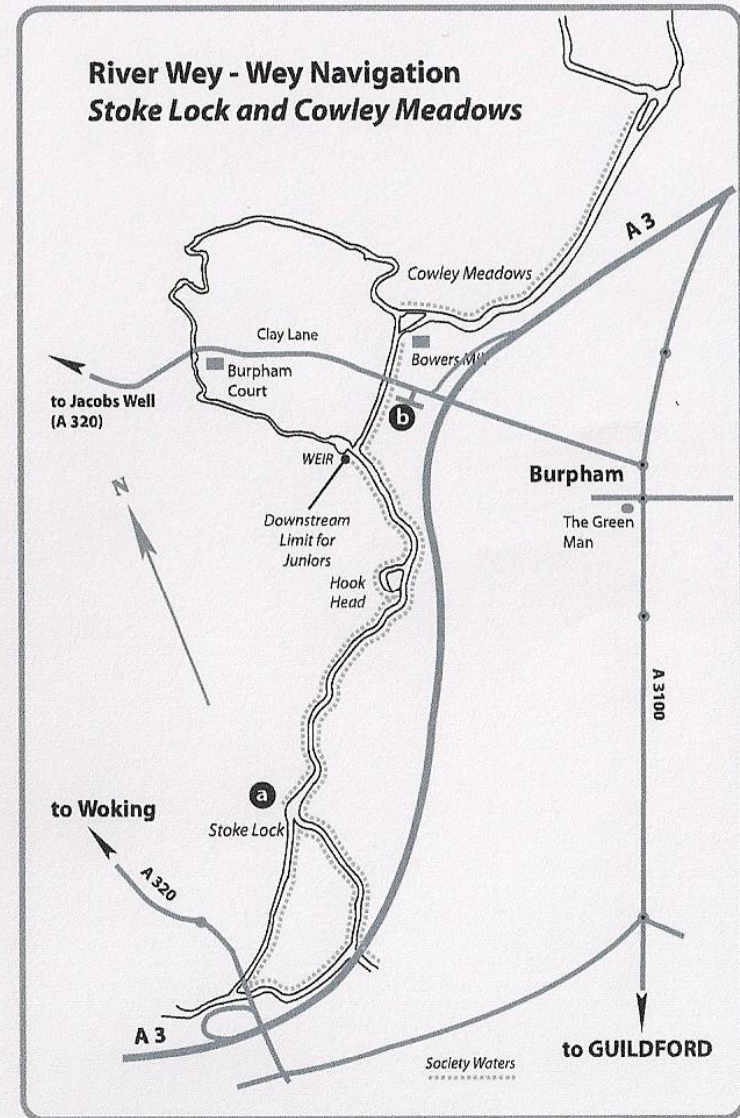 River Wey - Wey Navigation
Stoke Lock and Cowley Meadows
A 3
Cowley Meadows
Clay Lane
Bowers Mill
Burpham
Court
to Jacobs Well
(A 320)
b
WEIR
Burpham
N
The Green
Man
Downstream
Limit for
Juniors
Hook
Head
A 3100
a
to Woking
Stoke Lock
A 320
A 3
to GUILDFORD
Society Waters